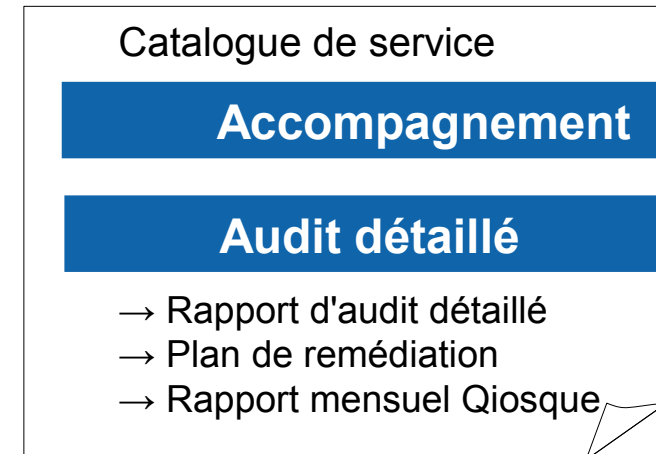 Catalogue de service
Accompagnement
Audit détaillé
→ Rapport d'audit détaillé
→ Plan de remédiation
→ Rapport mensuel Qiosque